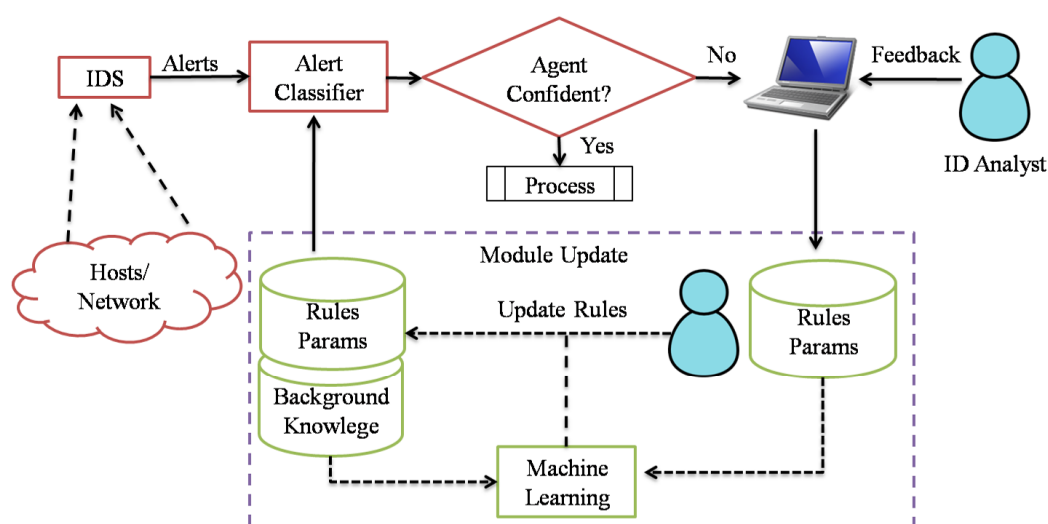 IDS
Alerts
Alert
Classifier
Agent
Confident?
No
Feedback
Yes
Process
ID Analyst
Hosts/
Network
Module Update
Rules
Params
Update Rules
Rules
Params
Background
Knowlege
Machine
Learning